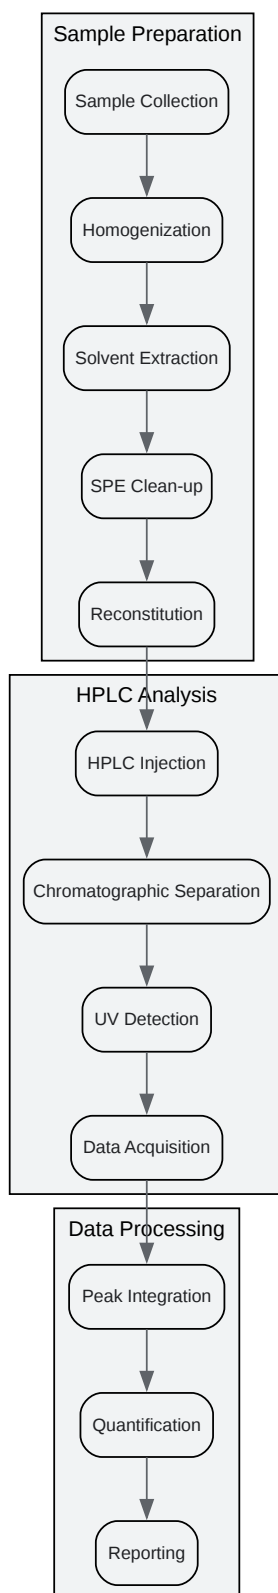 Sample Preparation
Sample Collection
Homogenization
Solvent Extraction
SPE Clean-up
Reconstitution
HPLC Analysis
HPLC Injection
Chromatographic Separation
UV Detection
Data Acquisition
Data Processing
Peak Integration
Quantification
Reporting